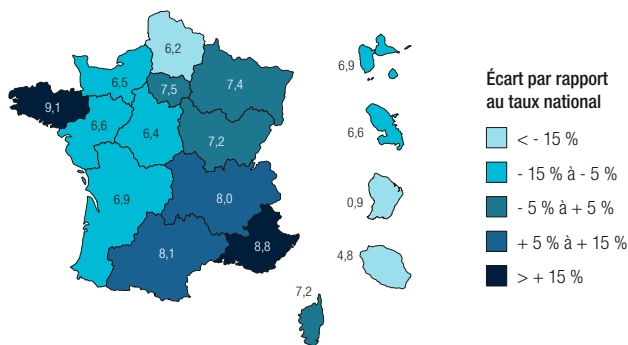 6,2
6,5
7,5
7,4
9,1
6,6
6,4
7,2
6,9
8,0
8,1
8,8
7,2
6,9
6,6
0,9
4,8
Écart par rapport
au taux national
< - 15 %
- 15 % à - 5 %
- 5 % à + 5 %
+ 5 % à + 15 %
> + 15 %